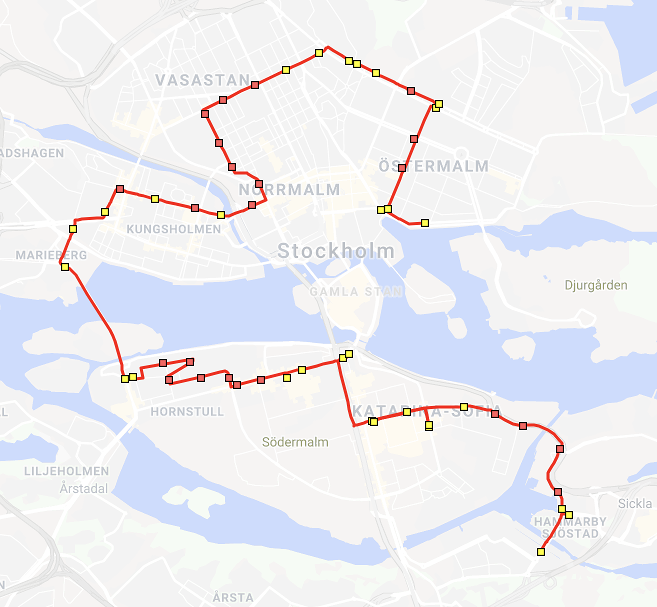 VASASTAN
ADSHAGEN
ÖSTERMALM
NORRMALM
KUNGSHOLMEN
MARIEBERG
Stockholm
Djurgården
GAMLA STAN
HORNSTULL
KATARINA-SOFIA
Södermalm
LILJEHOLMEN
Årstadal
Sickla
HAMMARBY
SJÖSTAD
ÅRSTA